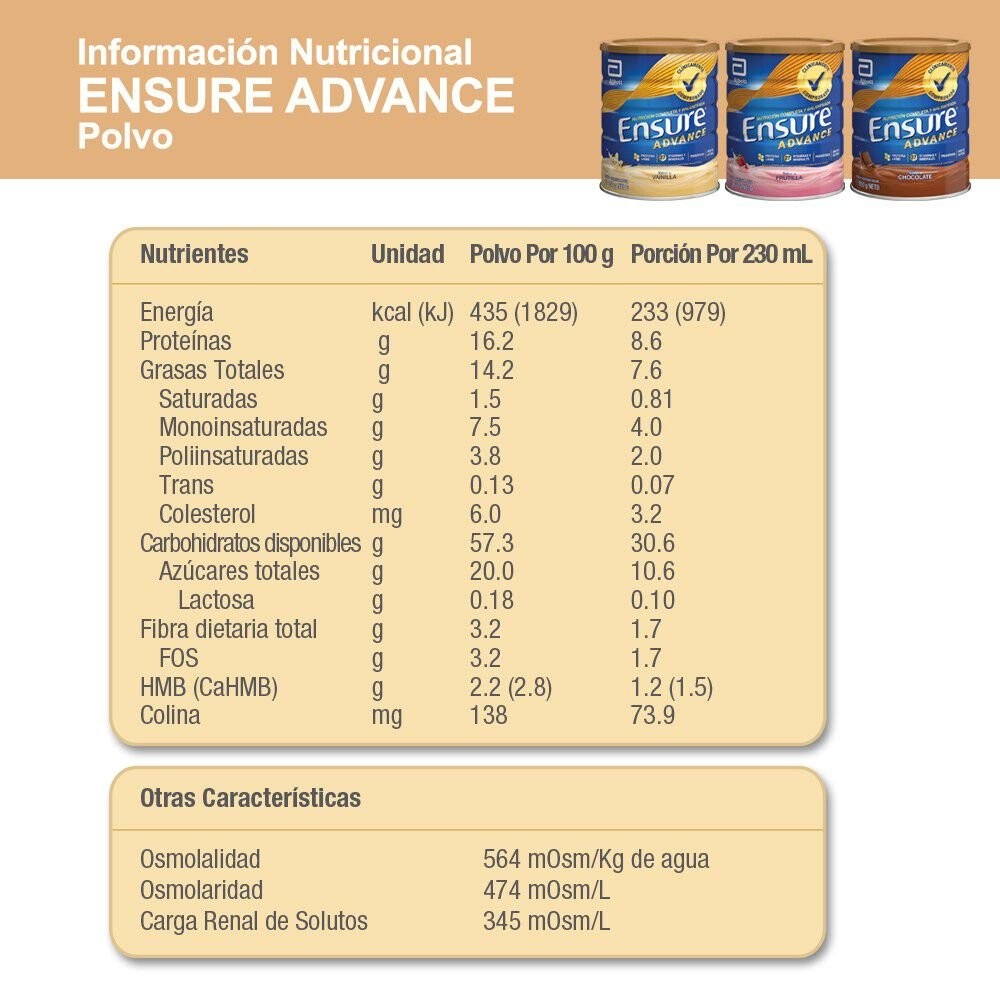 Información Nutricional
ENSURE ADVANCE
Polvo
Ensure
ADVANCE
VAINILLA
Ensure
ADVANCE
FRUTILLA
Ensure
ADVANCE
CHOCOLATE
Nutrientes Unidad Polvo Por 100 g Porción Por 230 mL
Energía kcal (kJ) 435 (1829) 233 (979)
Proteínas g 16.2 8.6
Grasas Totales g 14.2 7.6
Saturadas g 1.5 0.81
Monoinsaturadas g 7.5 4.0
Poliinsaturadas g 3.8 2.0
Trans g 0.13 0.07
Colesterol mg 6.0 3.2
Carbohidratos disponibles g 57.3 30.6
Azúcares totales g 20.0 10.6
Lactosa g 0.18 0.10
Fibra dietaria total g 3.2 1.7
FOS g 3.2 1.7
HMB (CaHMB) g 2.2 (2.8) 1.2 (1.5)
Colina mg 138 73.9
Otras Características
Osmolalidad 564 mOsm/Kg de agua
Osmolaridad 474 mOsm/L
Carga Renal de Solutos 345 mOsm/L